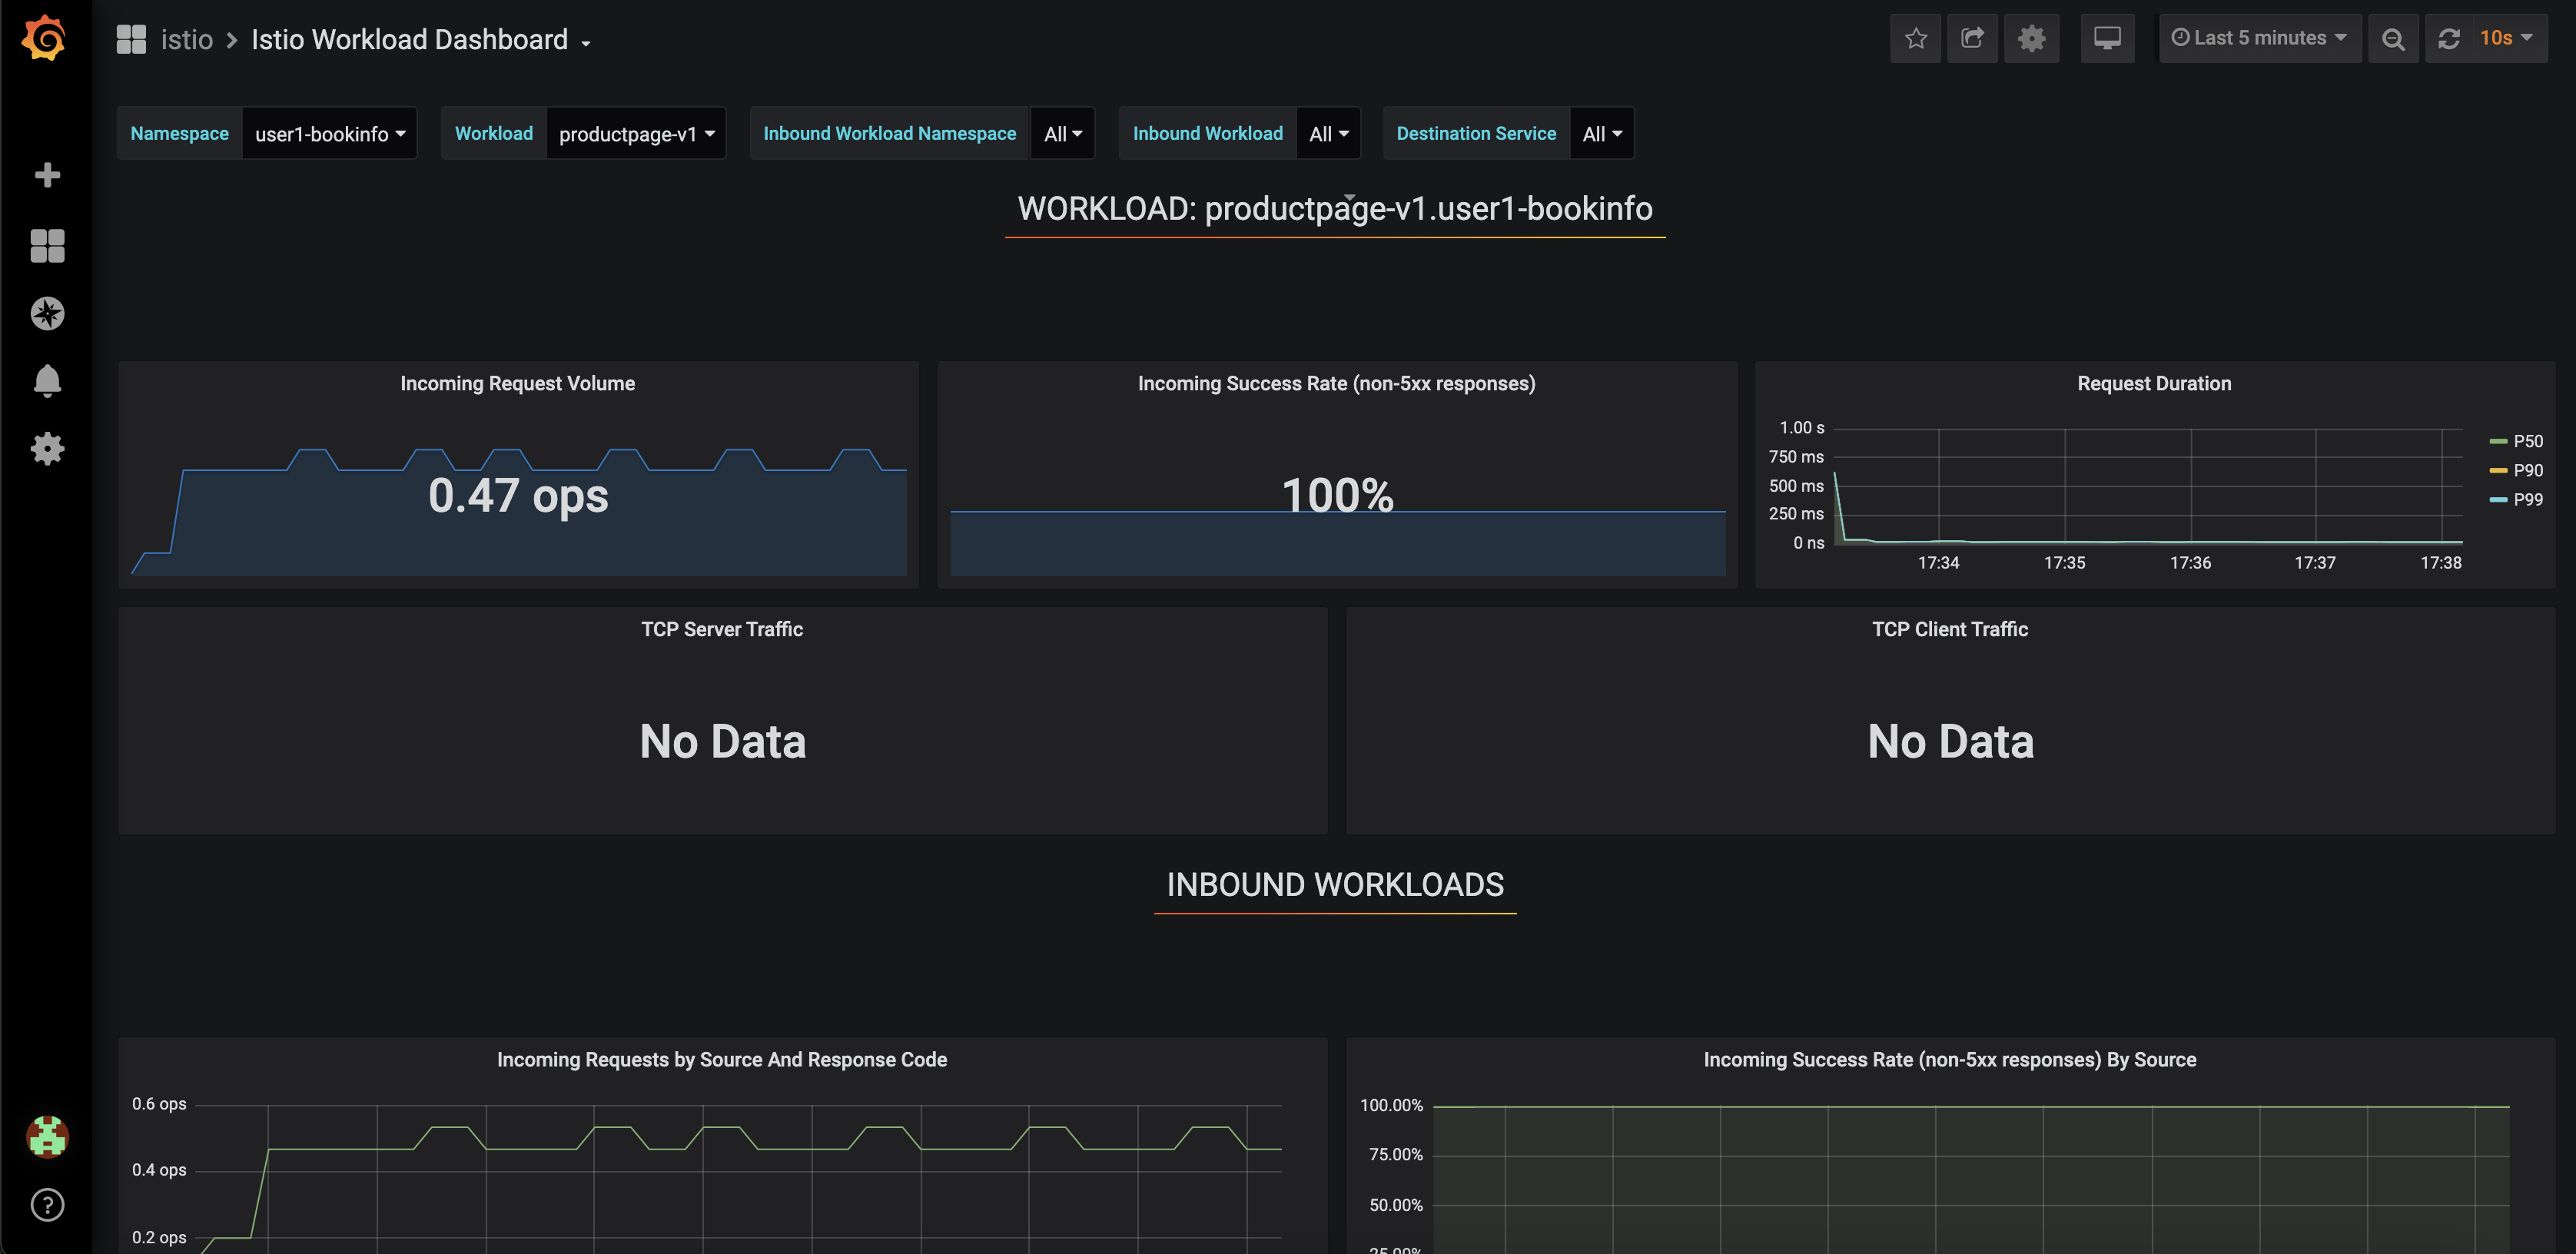 istio > Istio Workload Dashboard
Last 5 minutes
10s
Namespace user1-bookinfo
Workload productpage-v1
Inbound Workload Namespace All
Inbound Workload All
Destination Service All
WORKLOAD: productpage-v1.user1-bookinfo
Incoming Request Volume
0.47 ops
Incoming Success Rate (non-5xx responses)
100%
Request Duration
1.00 s
750 ms
500 ms
250 ms
0 ns
17:34 17:35 17:36 17:37 17:38
P50
P90
P99
TCP Server Traffic
No Data
TCP Client Traffic
No Data
INBOUND WORKLOADS
Incoming Requests by Source And Response Code
0.6 ops
0.4 ops
0.2 ops
Incoming Success Rate (non-5xx responses) By Source
100.00%
75.00%
50.00%
25.00%
?